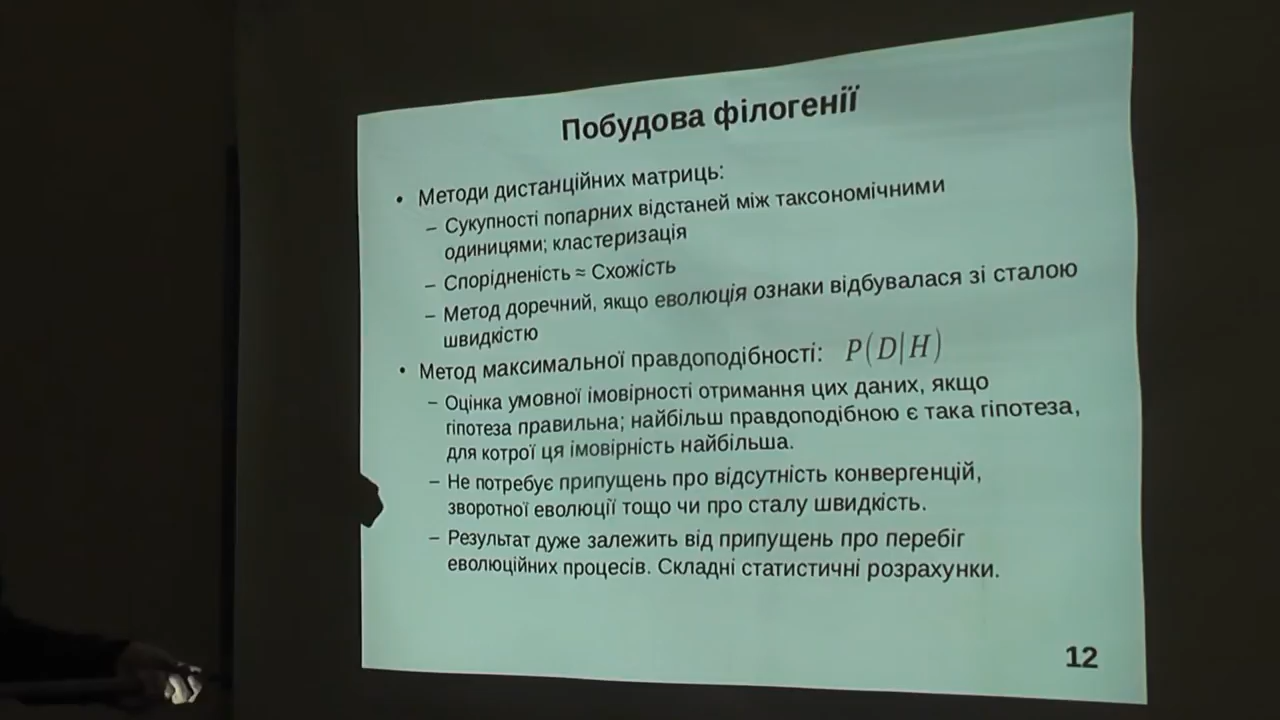 Побудова філогенії
• Методи дистанційних матриць:
– Сукупності попарних відстаней між таксономічними
одиницями; кластеризація
– Спорідненість ≈ Схожість
– Метод доречний, якщо еволюція ознаки відбувалася зі сталою
швидкістю
• Метод максимальної правдоподібності: P(D|H)
– Оцінка умовної імовірності отримання цих даних, якщо
гіпотеза правильна; найбільш правдоподібною є така гіпотеза,
для котрої ця імовірність найбільша.
– Не потребує припущень про відсутність конвергенцій,
зворотної еволюції тощо чи про сталу швидкість.
– Результат дуже залежить від припущень про перебіг
еволюційних процесів. Складні статистичні розрахунки.
12